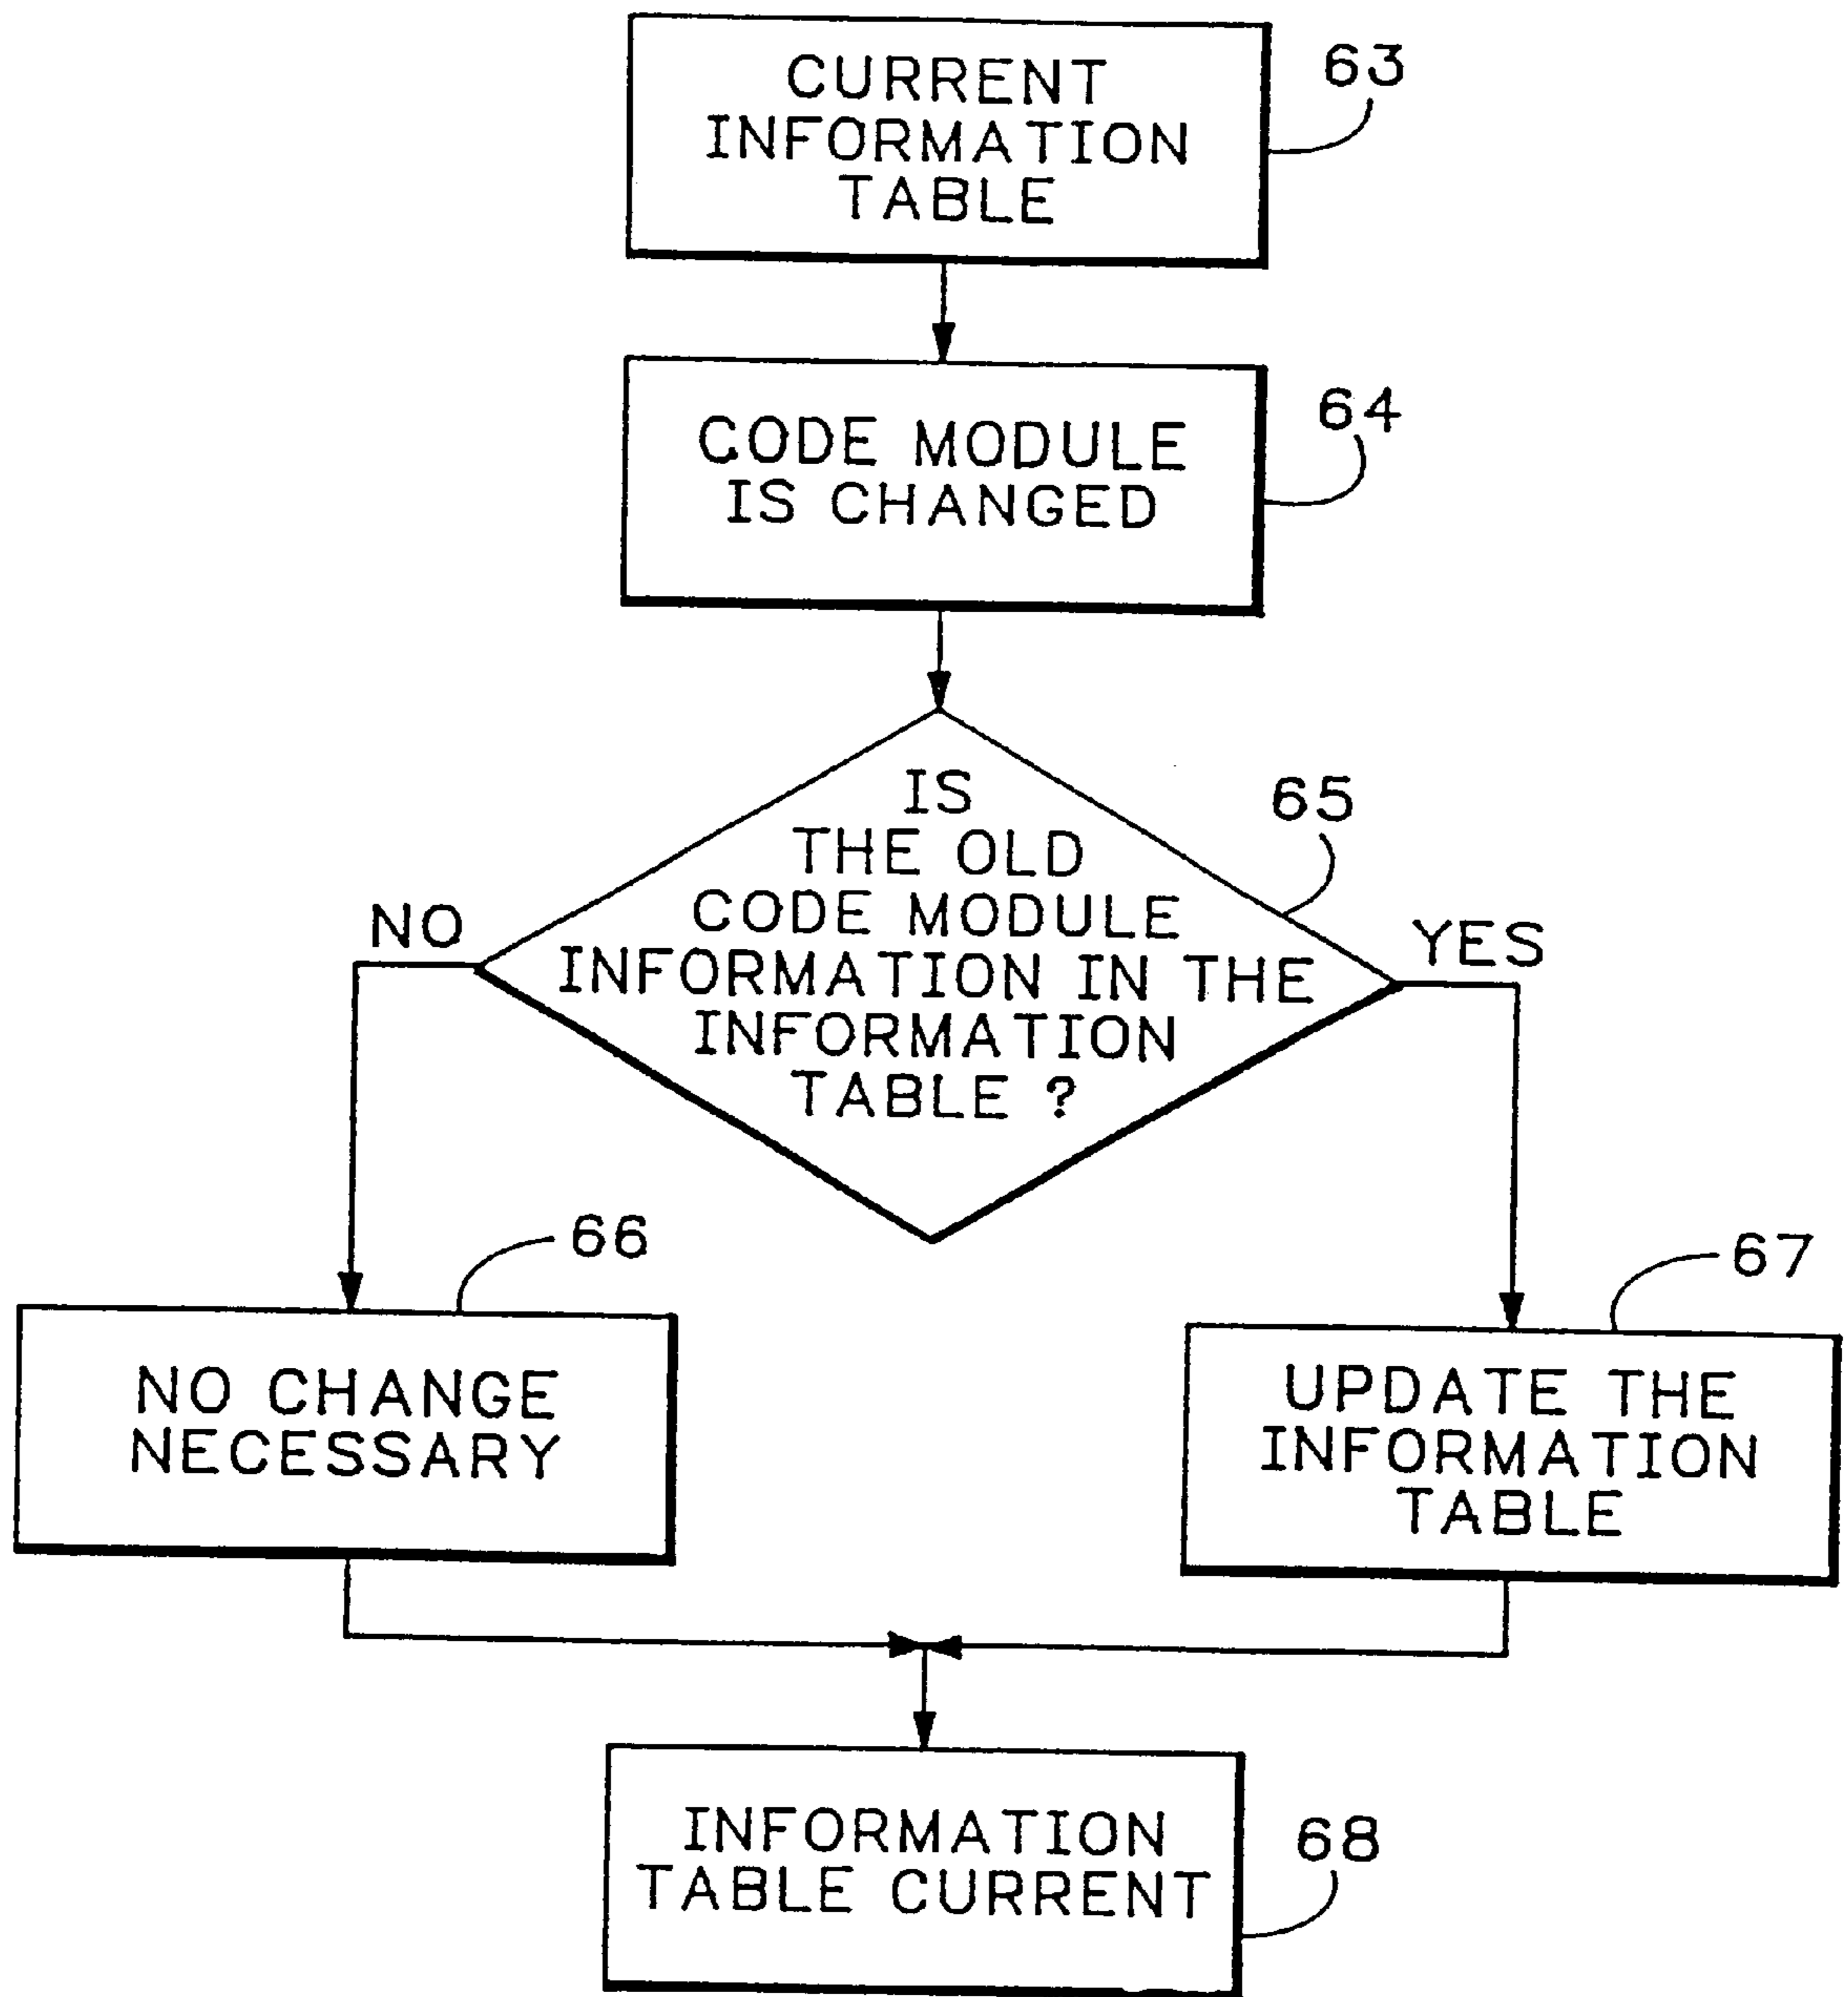 CURRENT
INFORMATION
TABLE
63
CODE MODULE
IS CHANGED
64
IS
THE OLD
CODE MODULE
INFORMATION IN THE
INFORMATION
TABLE ?
65
NO
YES
66
NO CHANGE
NECESSARY
67
UPDATE THE
INFORMATION
TABLE
INFORMATION
TABLE CURRENT
68